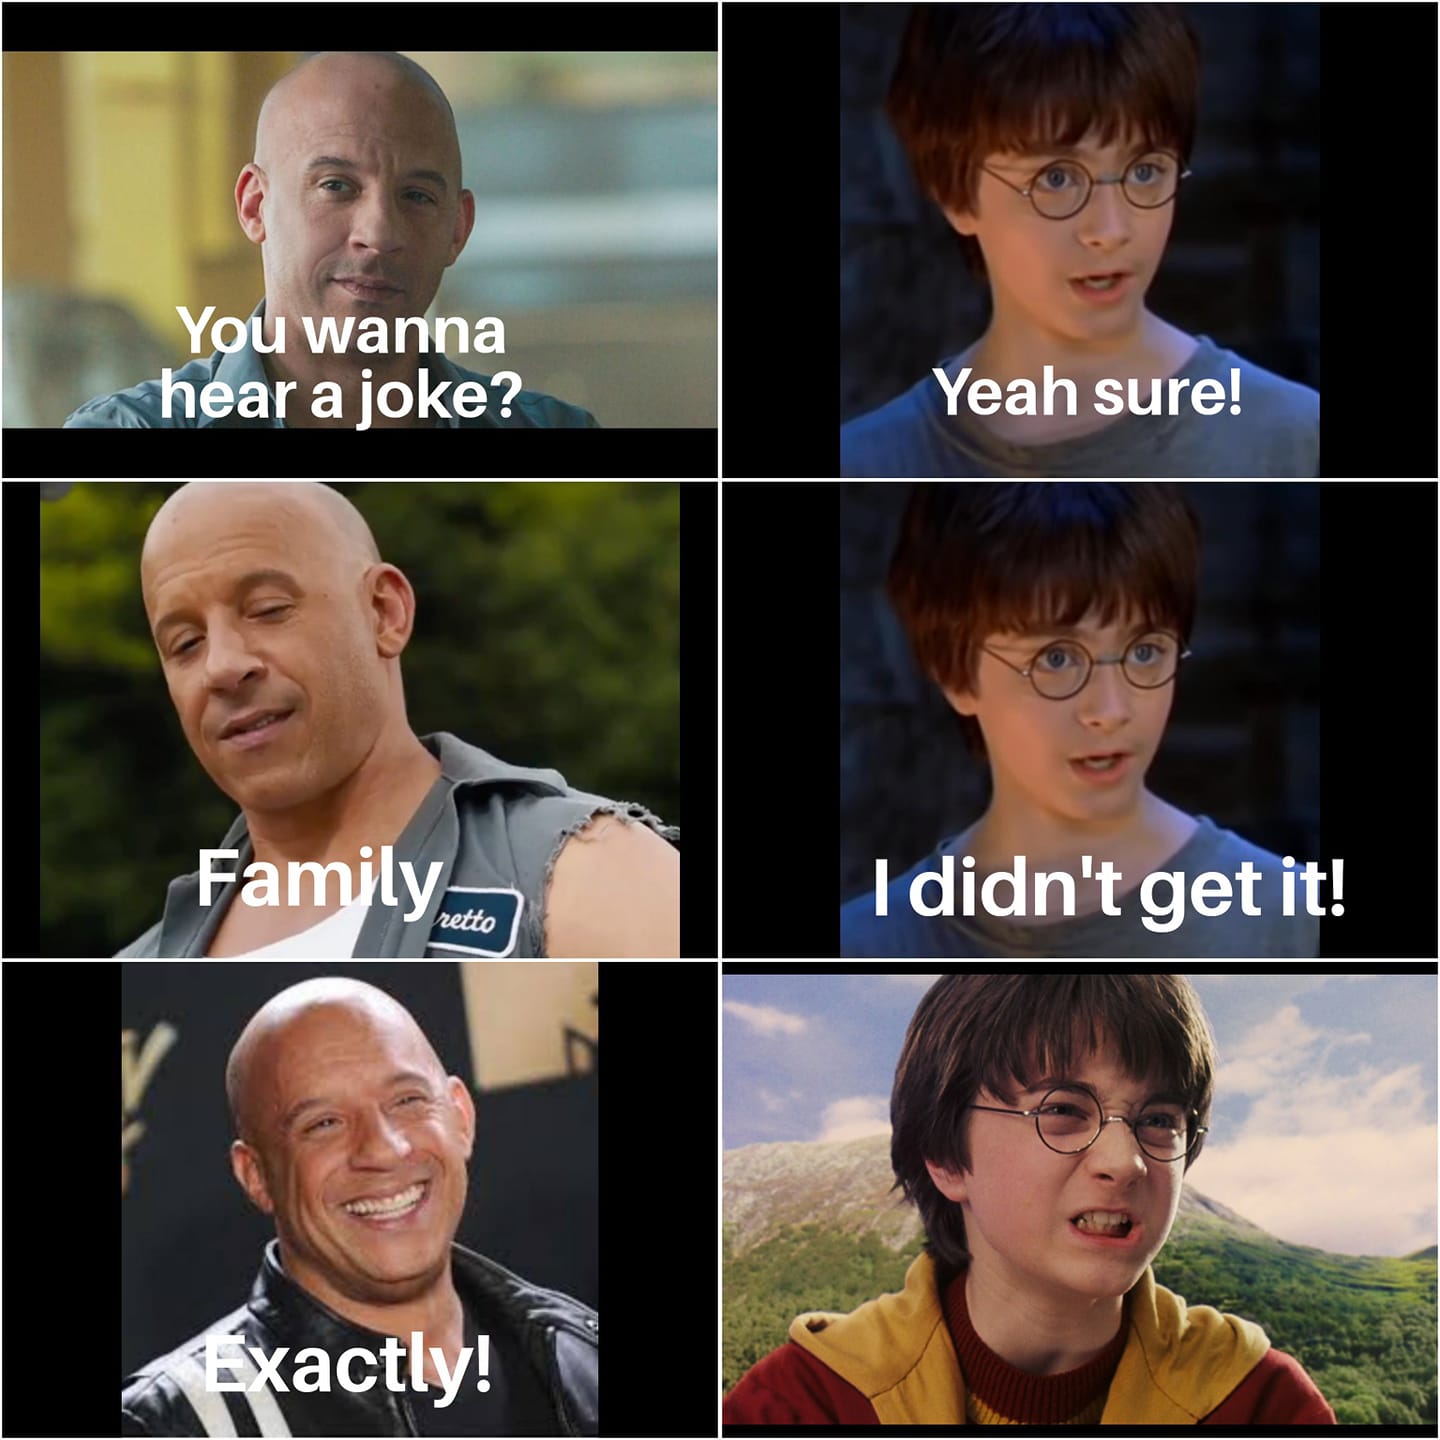 You wanna
hear a joke?
Yeah sure!
Family
retto
I didn't get it!
Exactly!